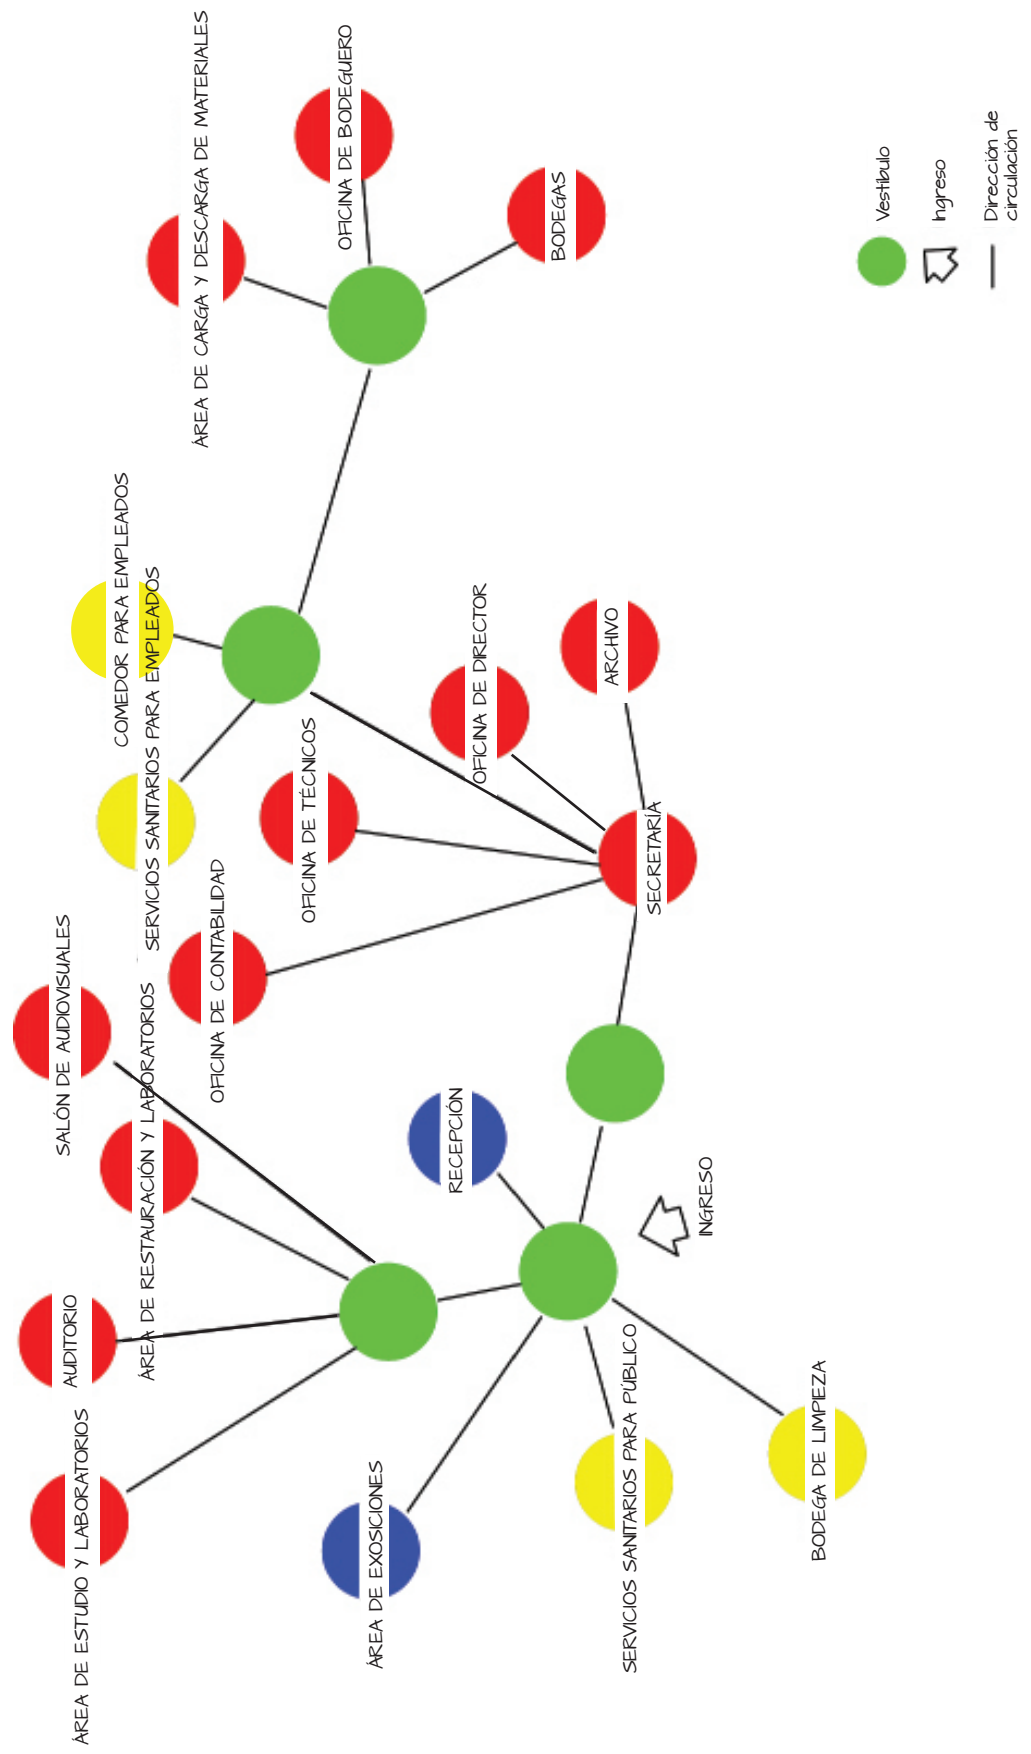 ÁREA DE ESTUDIO Y LABORATORIOS
AUDITORIO
SALÓN DE AUDIOVISUALES
ÁREA DE RESTAURACIÓN Y LABORATORIOS
SERVICIOS SANITARIOS PARA EMPLEADOS
COMEDOR PARA EMPLEADOS
ÁREA DE CARGA Y DESCARGA DE MATERIALES
OFICINA DE CONTABILIDAD
OFICINA DE TÉCNICOS
OFICINA DE BODEGUERO
ÁREA DE EXOSICIONES
RECEPCIÓN
OFICINA DE DIRECTOR
BODEGAS
SERVICIOS SANITARIOS PARA PÚBLICO
SECRETARÍA
ARCHIVO
INGRESO
BODEGA DE LIMPIEZA
Vestíbulo
Ingreso
Dirección de
circulación